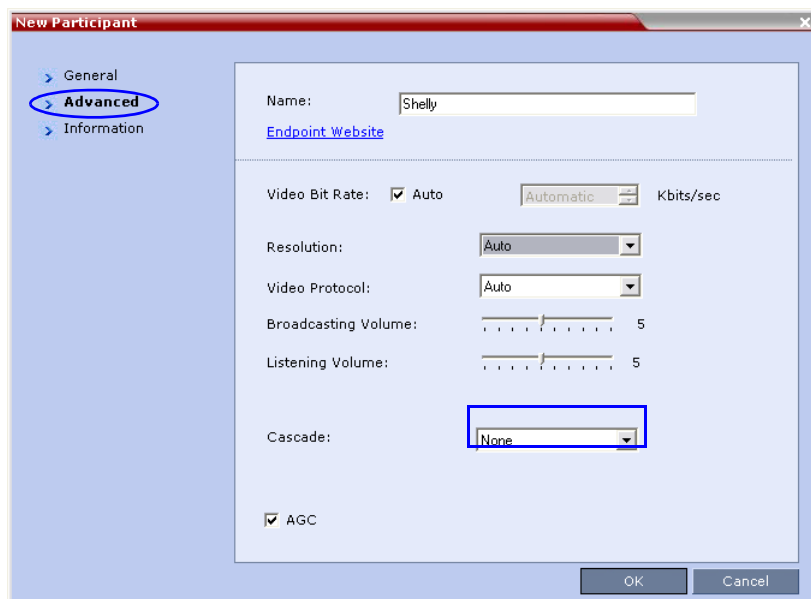 New Participant
General
Advanced
Information
Name: Shelly
Endpoint Website
Video Bit Rate: Auto Automatic Kbits/sec
Resolution: Auto
Video Protocol: Auto
Broadcasting Volume: 5
Listening Volume: 5
Cascade: None
AGC
OK Cancel